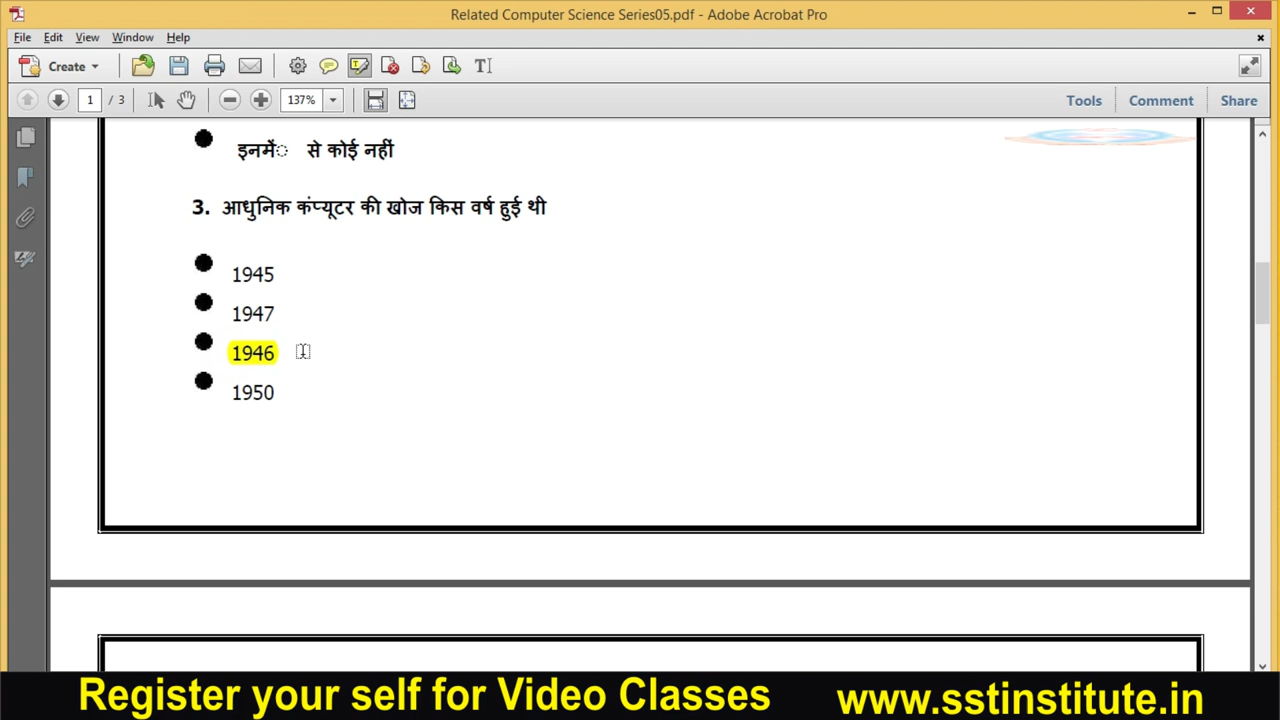 Related Computer Science Series05.pdf - Adobe Acrobat Pro
File Edit View Window Help
Create
1 / 3 137% Tools Comment Share
इनमें◌ से कोई नहीं
3. आधुनिक कंप्यूटर की खोज किस वर्ष हुई थी
1945
1947
1946
1950
Register your self for Video Classes www.sstinstitute.in